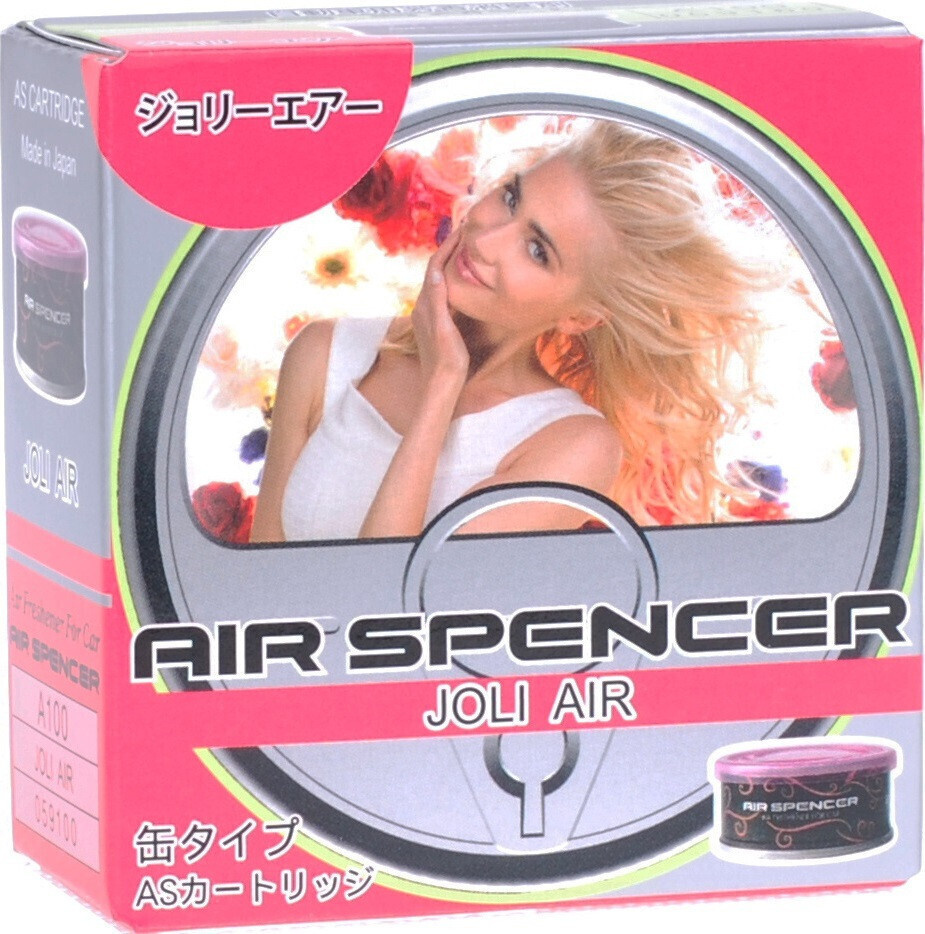 ジョリーエアー
AIR SPENCER
JOLI AIR
缶タイプ
ASカートリッジ
AIR SPENCER
AS CARTRIDGE
Made in Japan
AIR SPENCER
JOLI AIR
Air Freshener For Car
AIR SPENCER
A100
JOLI AIR
059100